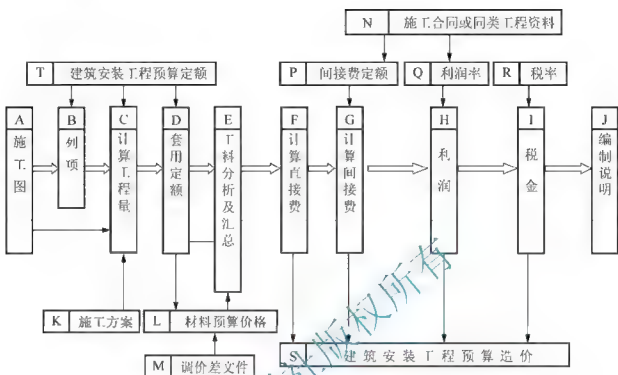 N 施工合同或同类工程资料
T 建筑安装工程预算定额
P 间接费定额
Q 利润率
R 税率
A 施工图
B 列项
C 计算工程量
D 套用定额
E 工料分析及汇总
F 计算直接费
G 计算间接费
H 利润
I 税金
J 编制说明
K 施工方案
L 材料预算价格
M 调价差文件
S 建筑安装工程预算造价
版权所有